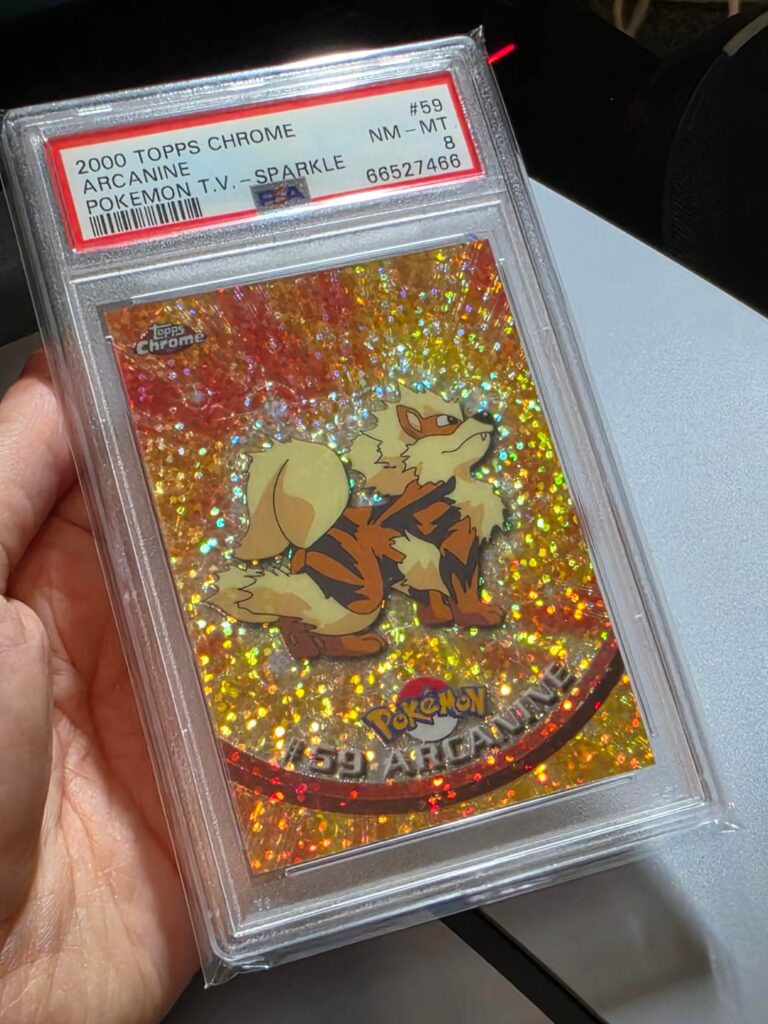 2000 TOPPS CHROME #59
ARCANINE NM-MT
POKEMON T.V.-SPARKLE 8
66527466
PSA
Topps
Chrome
POKéMON
#59 ARCANINE